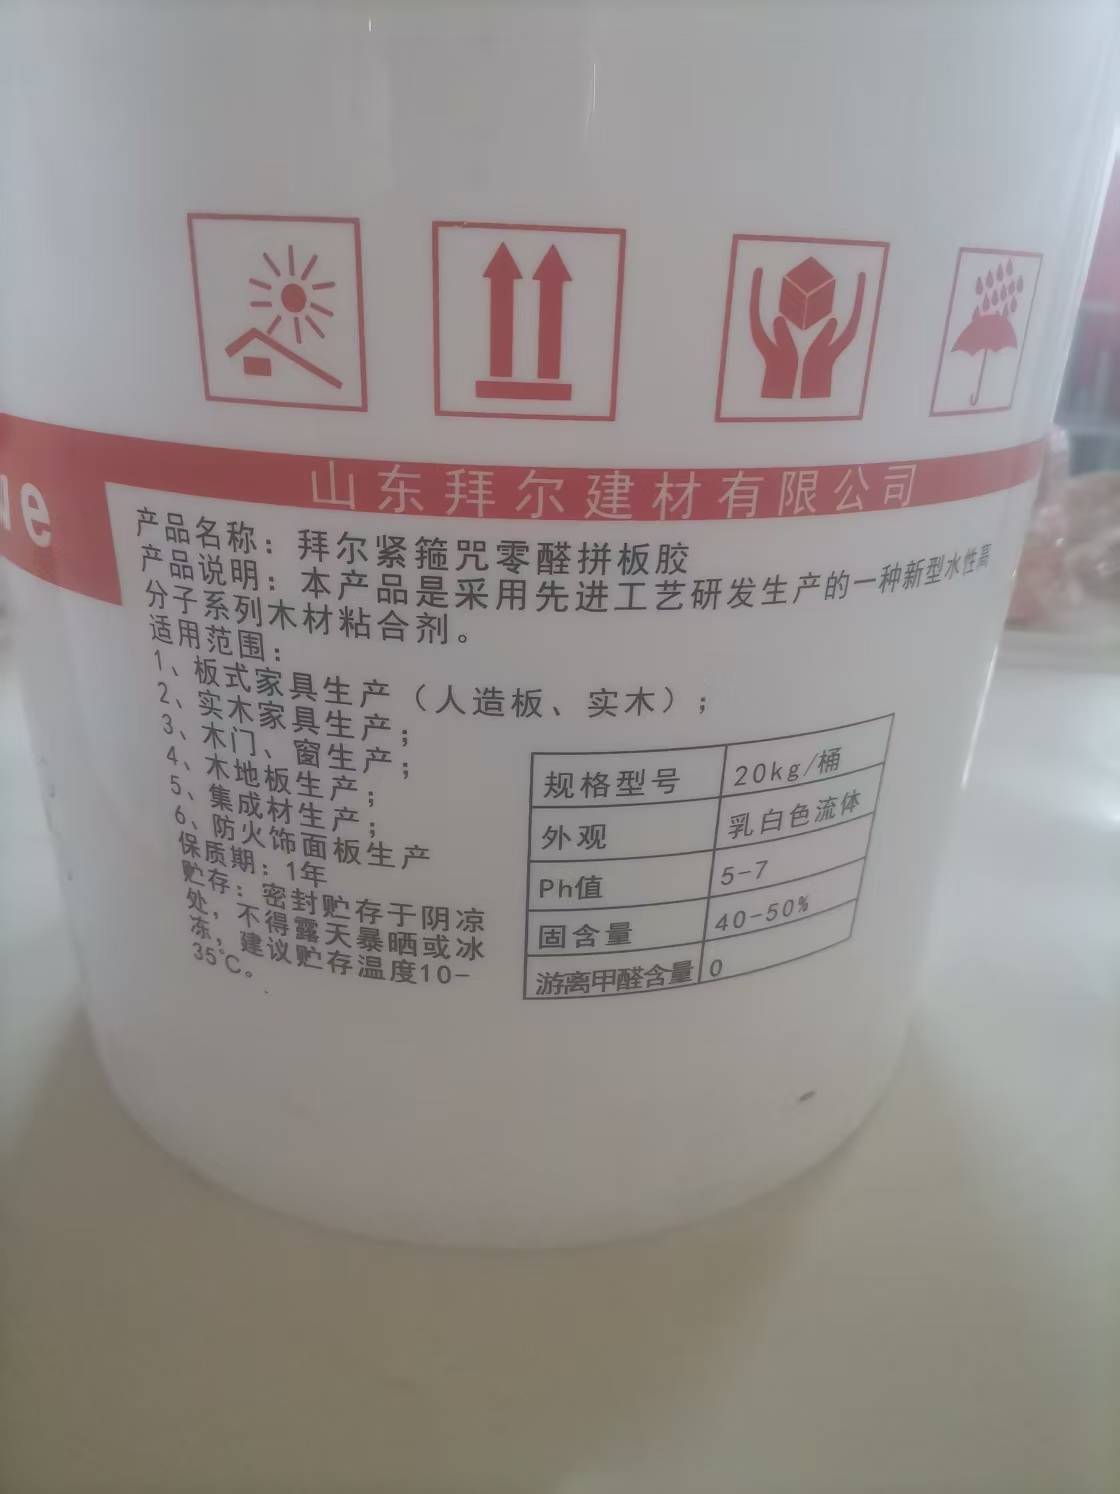 山东拜尔建材有限公司
ue
产品名称：拜尔紧箍咒零醛拼板胶
产品说明：本产品是采用先进工艺研发生产的一种新型水性高
分子系列木材粘合剂。
适用范围：
1、板式家具生产（人造板、实木）；
2、实木家具生产；
3、木门、窗生产；
4、木地板生产；
5、集成材生产；
6、防火饰面板生产
保质期：1年
贮存：密封贮存于阴凉
处，不得露天暴晒或冰
冻，建议贮存温度10-
35℃。
规格型号 20kg/桶
外观 乳白色流体
Ph值 5-7
固含量 40-50%
游离甲醛含量 0